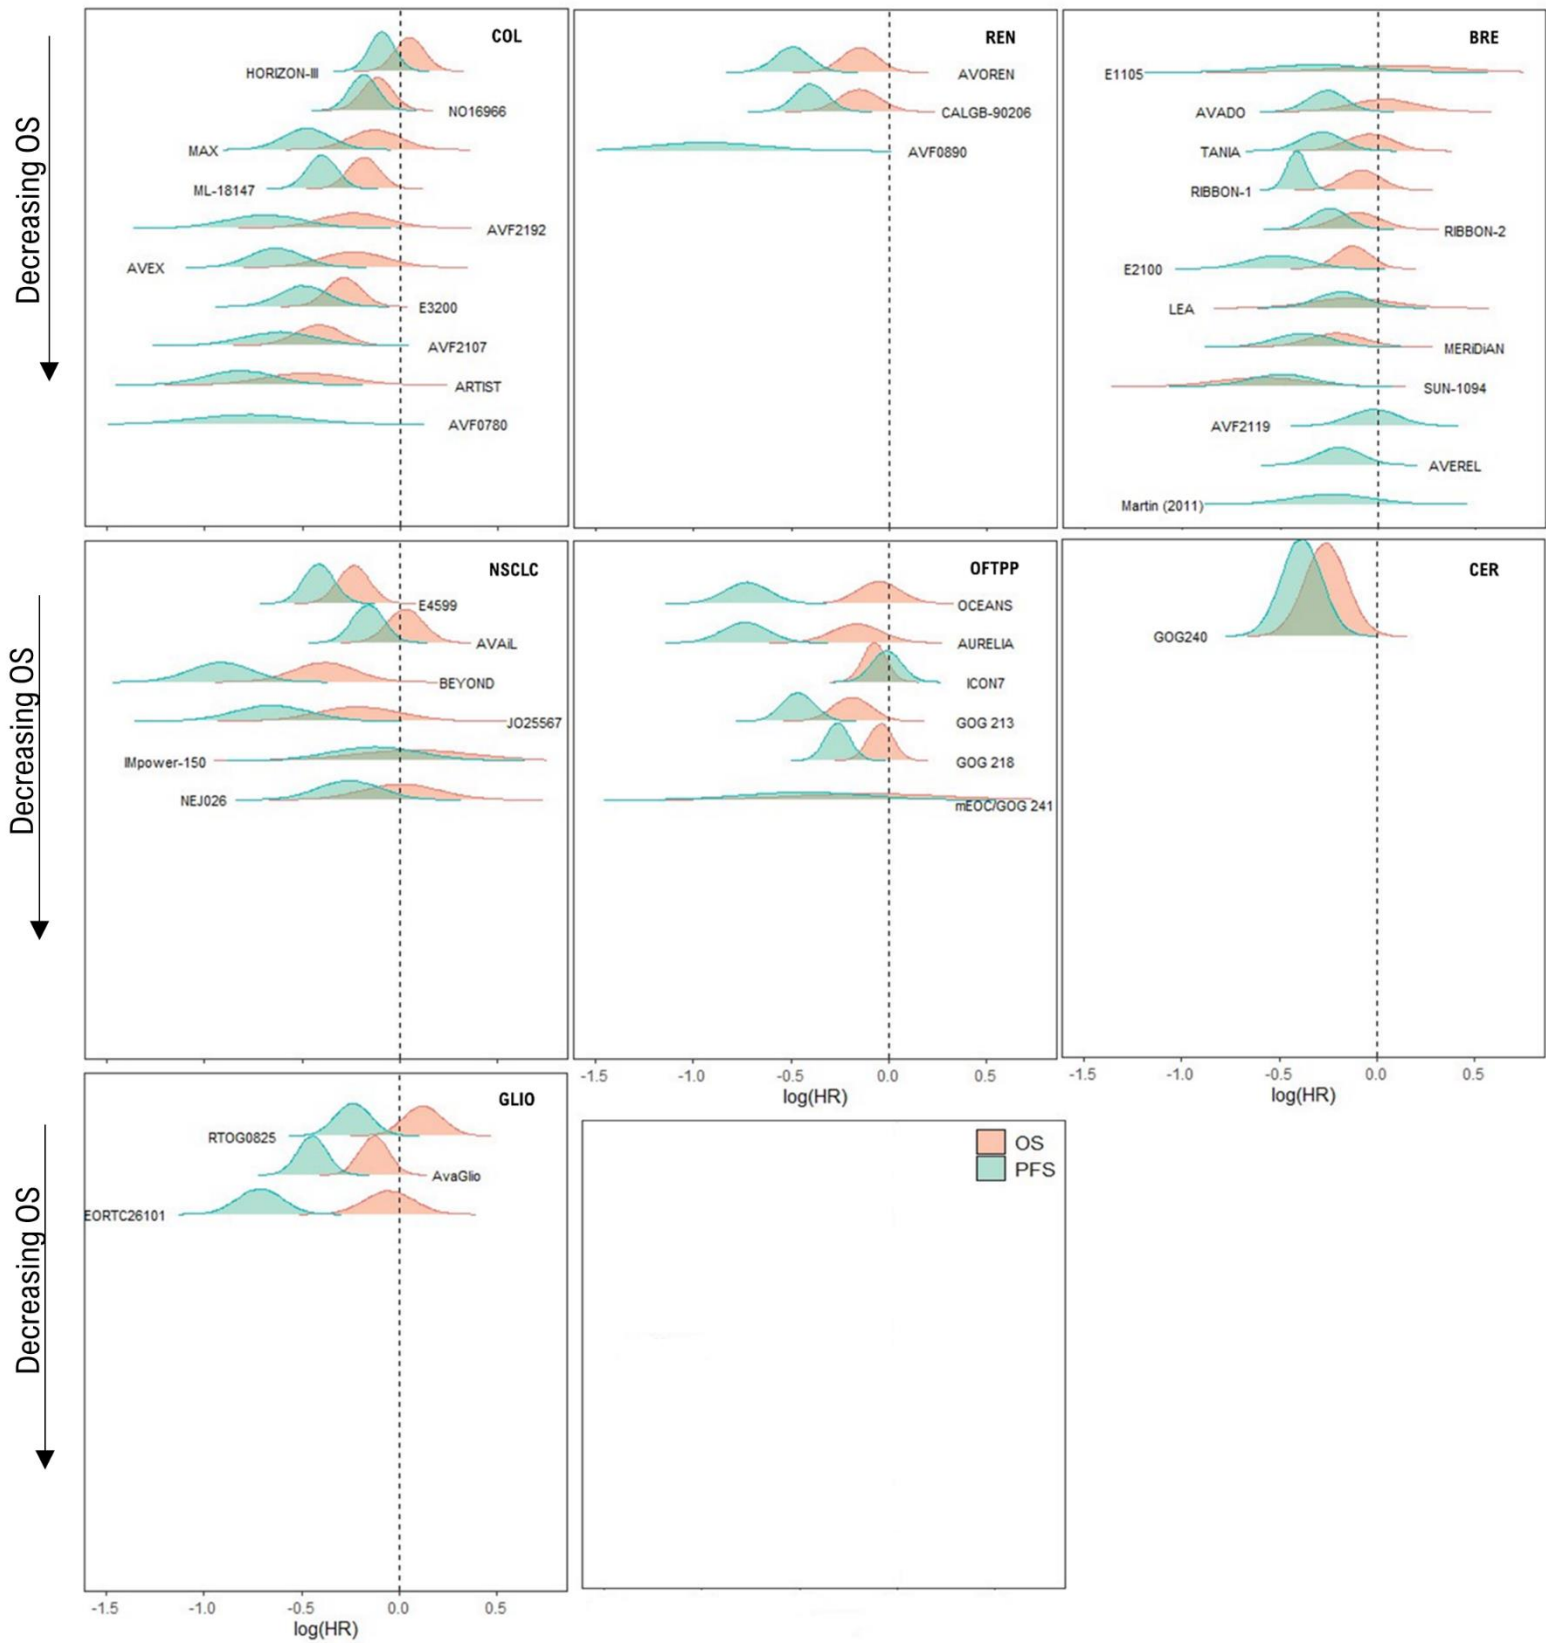 Decreasing OS
COL
HORIZON-III
NO16966
MAX
ML-18147
AVF2192
AVEX
E3200
AVF2107
ARTIST
AVF0780
REN
AVOREN
CALGB-90206
AVF0890
BRE
E1105
AVADO
TANIA
RIBBON-1
RIBBON-2
E2100
LEA
MERiDiAN
SUN-1094
AVF2119
AVEREL
Martin (2011)
Decreasing OS
NSCLC
E4599
AVAiL
BEYOND
JO25567
IMpower-150
NEJ026
OFTPP
OCEANS
AURELIA
ICON7
GOG 213
GOG 218
mEOC/GOG 241
-1.5 -1.0 -0.5 0.0 0.5
log(HR)
CER
GOG240
-1.5 -1.0 -0.5 0.0 0.5
log(HR)
Decreasing OS
GLIO
RTOG0825
AvaGlio
EORTC26101
-1.5 -1.0 -0.5 0.0 0.5
log(HR)
OS
PFS